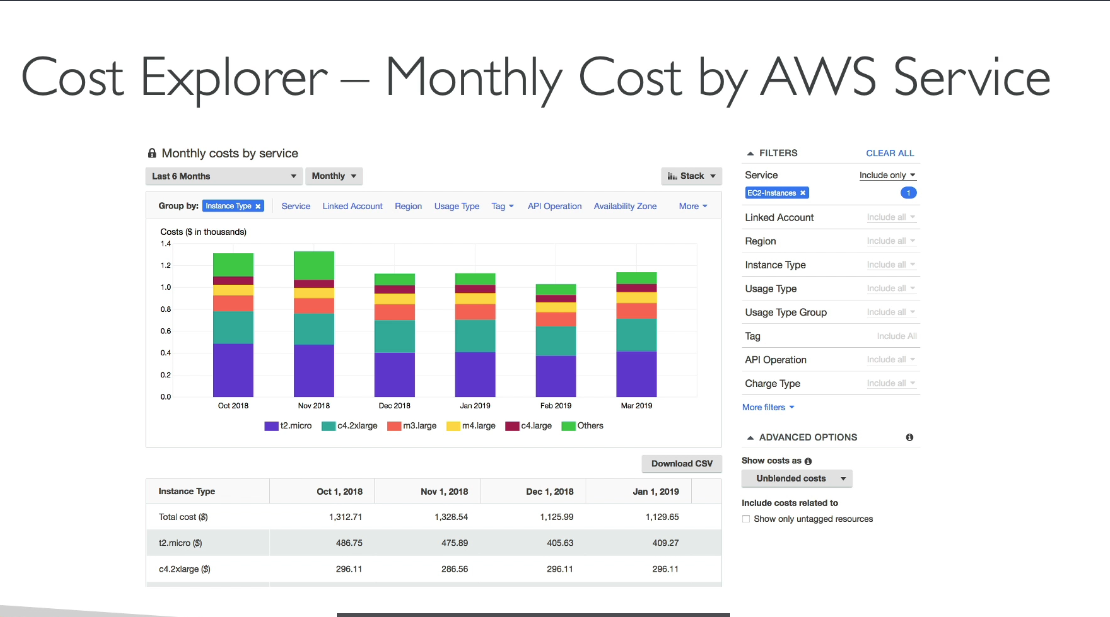 Cost Explorer – Monthly Cost by AWS Service
Monthly costs by service
Last 6 Months Monthly Stack
Group by: Instance Type × Service Linked Account Region Usage Type Tag API Operation Availability Zone More
Costs ($ in thousands)
1.4
1.2
1.0
0.8
0.6
0.4
0.2
0.0
Oct 2018 Nov 2018 Dec 2018 Jan 2019 Feb 2019 Mar 2019
t2.micro c4.2xlarge m3.large m4.large c4.large Others
Download CSV
Instance Type Oct 1, 2018 Nov 1, 2018 Dec 1, 2018 Jan 1, 2019
Total cost ($) 1,312.71 1,328.54 1,125.99 1,129.65
t2.micro ($) 486.75 475.89 405.63 409.27
c4.2xlarge ($) 296.11 286.56 296.11 296.11
FILTERS CLEAR ALL
Service Include only
EC2-Instances × 1
Linked Account Include all
Region Include all
Instance Type Include all
Usage Type Include all
Usage Type Group Include all
Tag Include All
API Operation Include all
Charge Type Include all
More filters
ADVANCED OPTIONS
Show costs as
Unblended costs
Include costs related to
Show only untagged resources